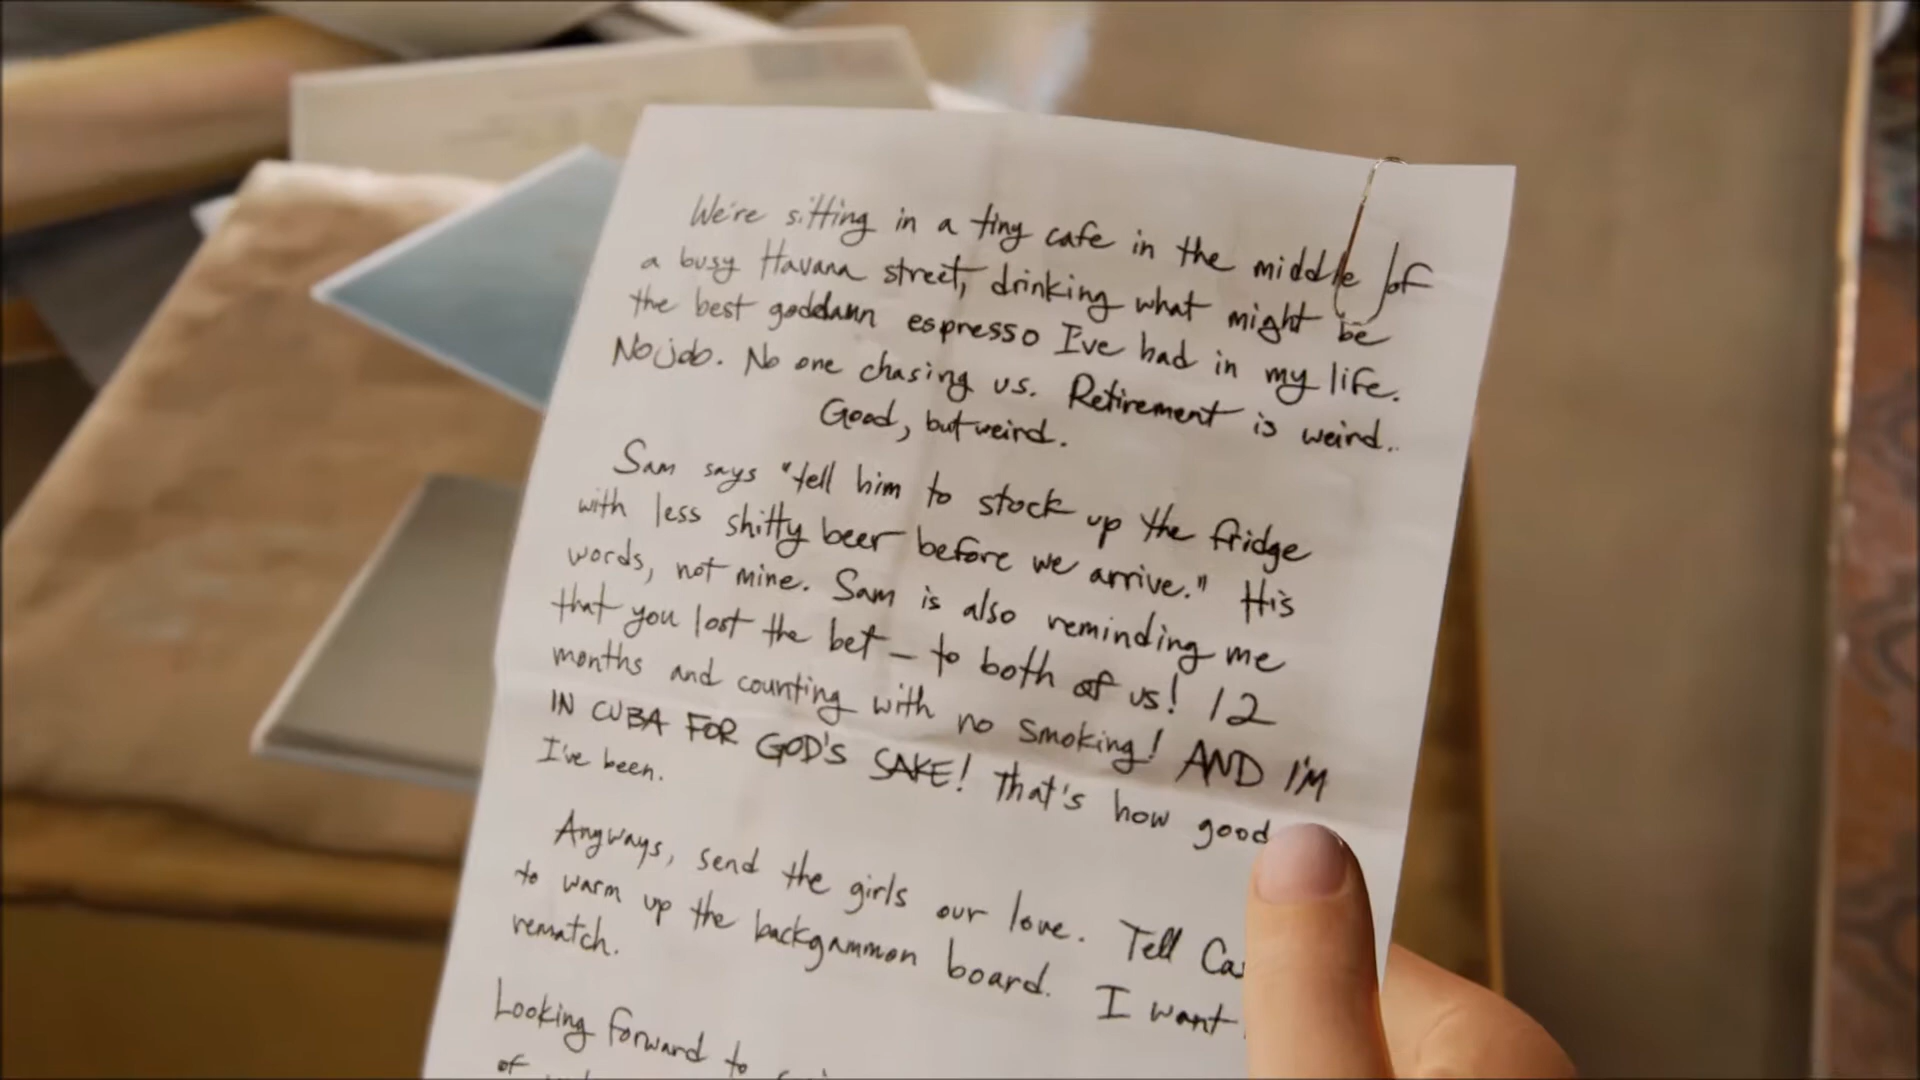 We're sitting in a tiny cafe in the middle of
a busy Havana street, drinking what might be
the best goddamn espresso I've had in my life.
No job. No one chasing us. Retirement is weird..
Good, but weird.
Sam says "tell him to stock up the fridge
with less shitty beer before we arrive." His
words, not mine. Sam is also reminding me
that you lost the bet – to both of us! 12
months and counting with no smoking! AND I'M
IN CUBA FOR GOD'S SAKE! That's how good
I've been.
Anyways, send the girls our love. Tell
to warm up the backgammon board. I want
rematch.
Looking forward to
of